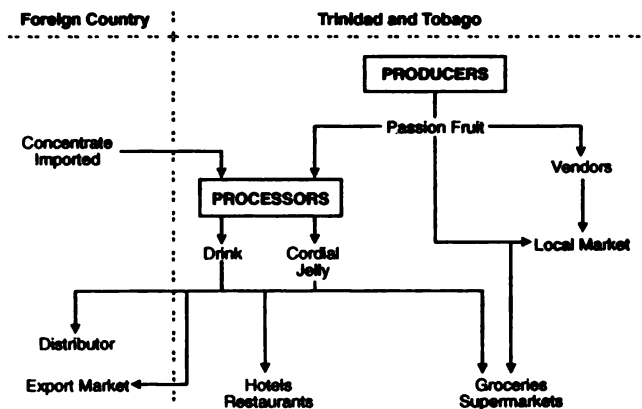 Foreign Country
Trinidad and Tobago
PRODUCERS
Passion Fruit
Concentrate
Imported
Vendors
PROCESSORS
Drink
Cordial
Jelly
Local Market
Distributor
Export Market
Hotels
Restaurants
Groceries
Supermarkets